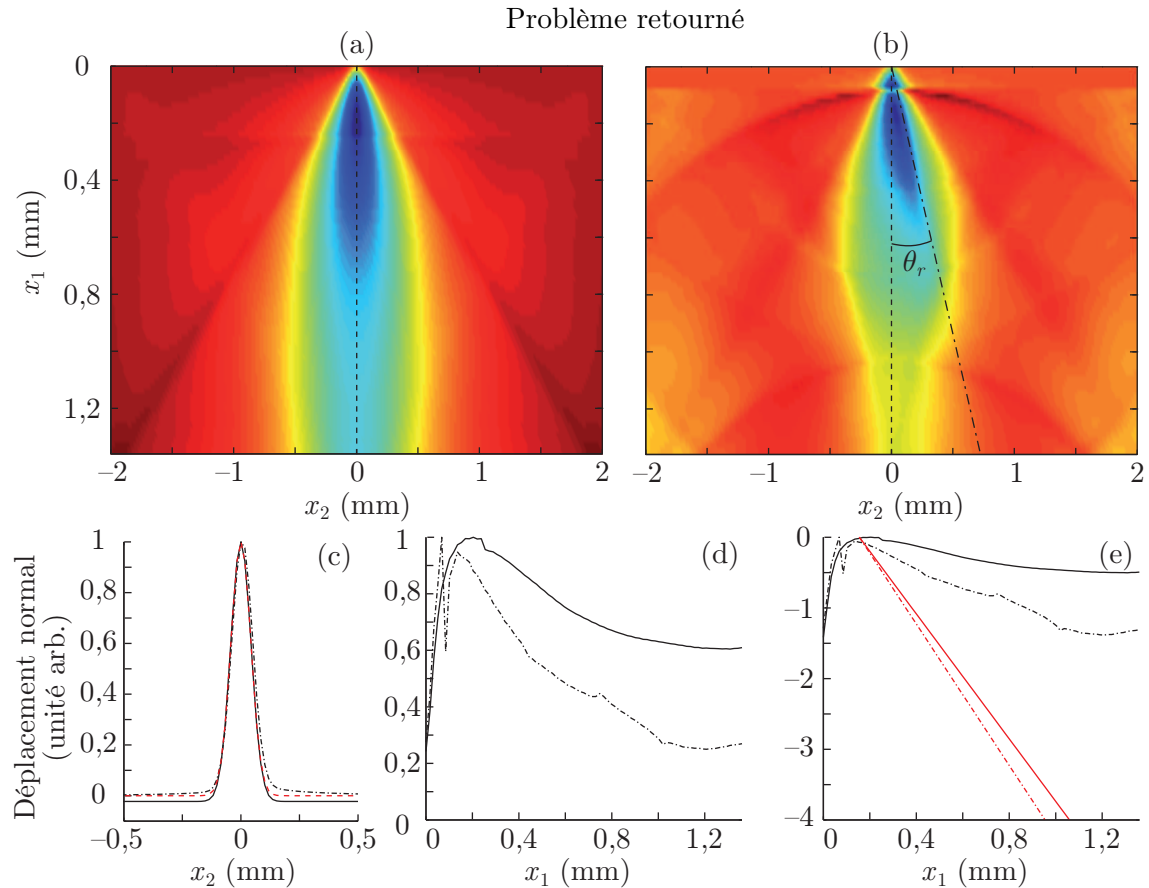 Problème retourné
(a)
(b)
0
0,4
0,8
1,2
x₁ (mm)
θᵣ
−2 −1 0 1 2
x₂ (mm)
−2 −1 0 1 2
x₂ (mm)
Déplacement normal
(unité arb.)
(c)
1
0,8
0,6
0,4
0,2
0
−0,5 0 0,5
x₂ (mm)
(d)
1
0,8
0,6
0,4
0,2
0
0 0,4 0,8 1,2
x₁ (mm)
(e)
0
−1
−2
−3
−4
0 0,4 0,8 1,2
x₁ (mm)